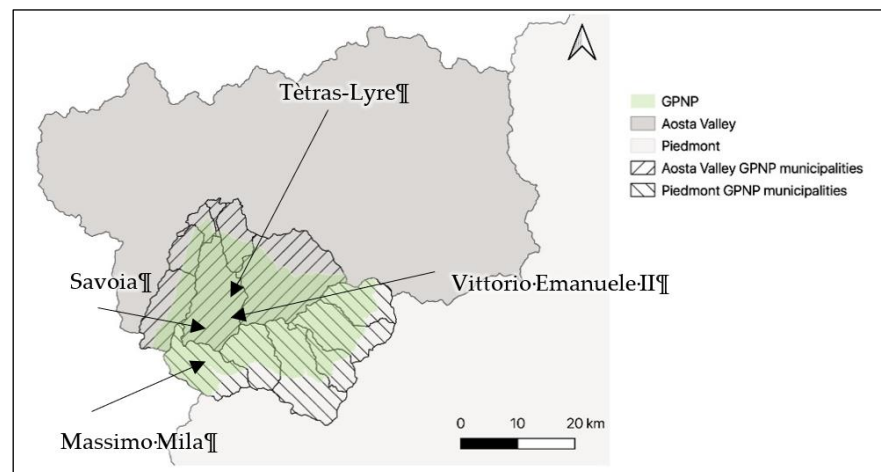 Tètras-Lyre¶
GPNP
Aosta Valley
Piedmont
Aosta Valley GPNP municipalities
Piedmont GPNP municipalities
Savoia¶
Vittorio·Emanuele·II¶
Massimo·Mila¶
0 10 20 km